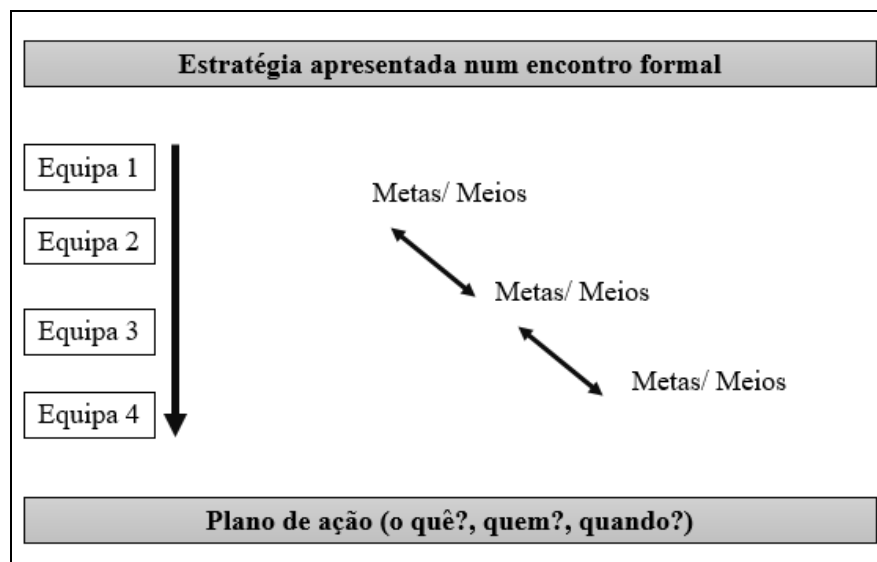 Estratégia apresentada num encontro formal
Equipa 1
Metas/ Meios
Equipa 2
Metas/ Meios
Equipa 3
Metas/ Meios
Equipa 4
Plano de ação (o quê?, quem?, quando?)